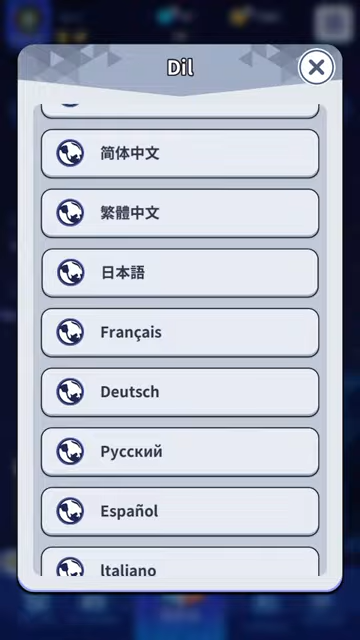 Dil
简体中文
繁體中文
日本語
Français
Deutsch
Русский
Español
Italiano